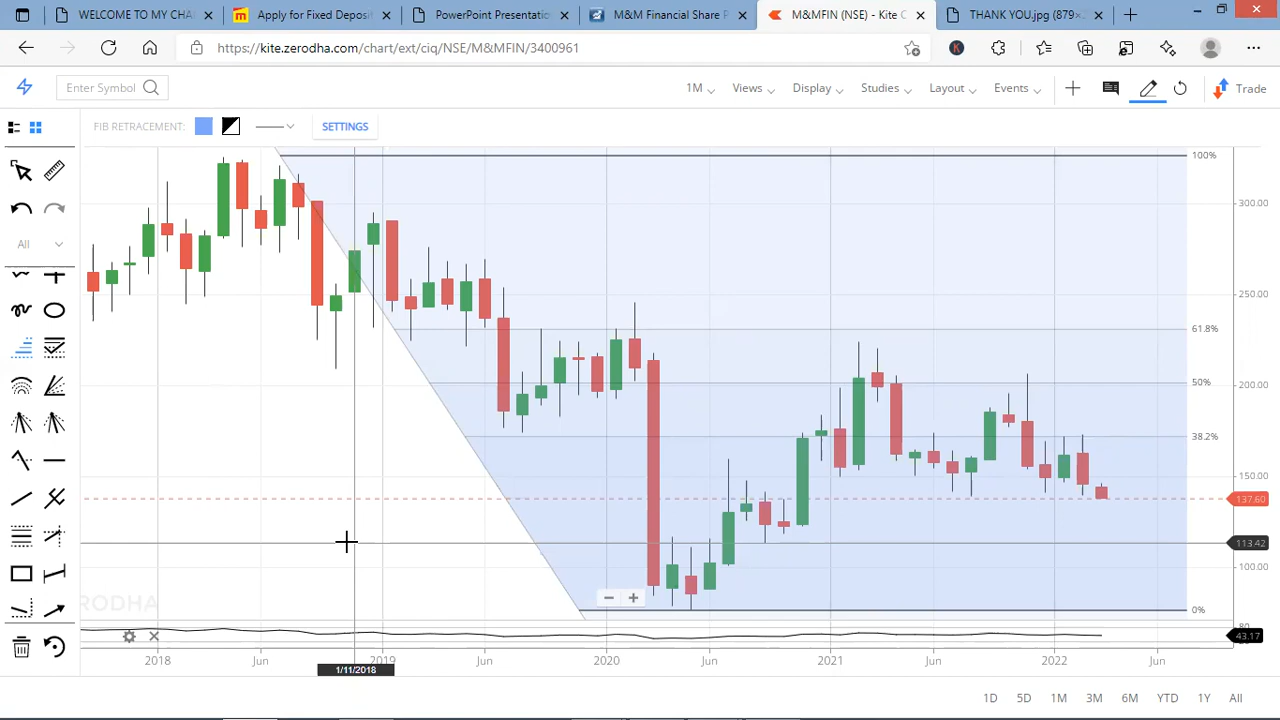 WELCOME TO MY CHA
Apply for Fixed Deposit
PowerPoint Presentatio
M&M Financial Share P
M&MFIN (NSE) - Kite C
THANK YOU.jpg (879×2
https://kite.zerodha.com/chart/ext/ciq/NSE/M&MFIN/3400961
Enter Symbol
1M
Views
Display
Studies
Layout
Events
Trade
FIB RETRACEMENT:
SETTINGS
All
100%
61.8%
50%
38.2%
0%
300.00
250.00
200.00
150.00
137.60
113.42
100.00
80
43.17
RODHA
2018
Jun
2019
Jun
2020
Jun
2021
Jun
2022
Jun
1/11/2018
1D
5D
1M
3M
6M
YTD
1Y
All